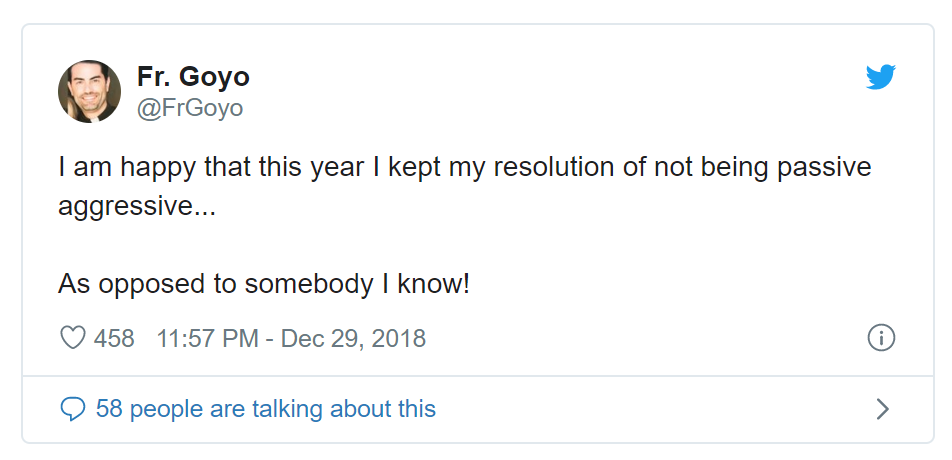 Fr. Goyo
@FrGoyo
I am happy that this year I kept my resolution of not being passive
aggressive...
As opposed to somebody I know!
458 11:57 PM - Dec 29, 2018
58 people are talking about this